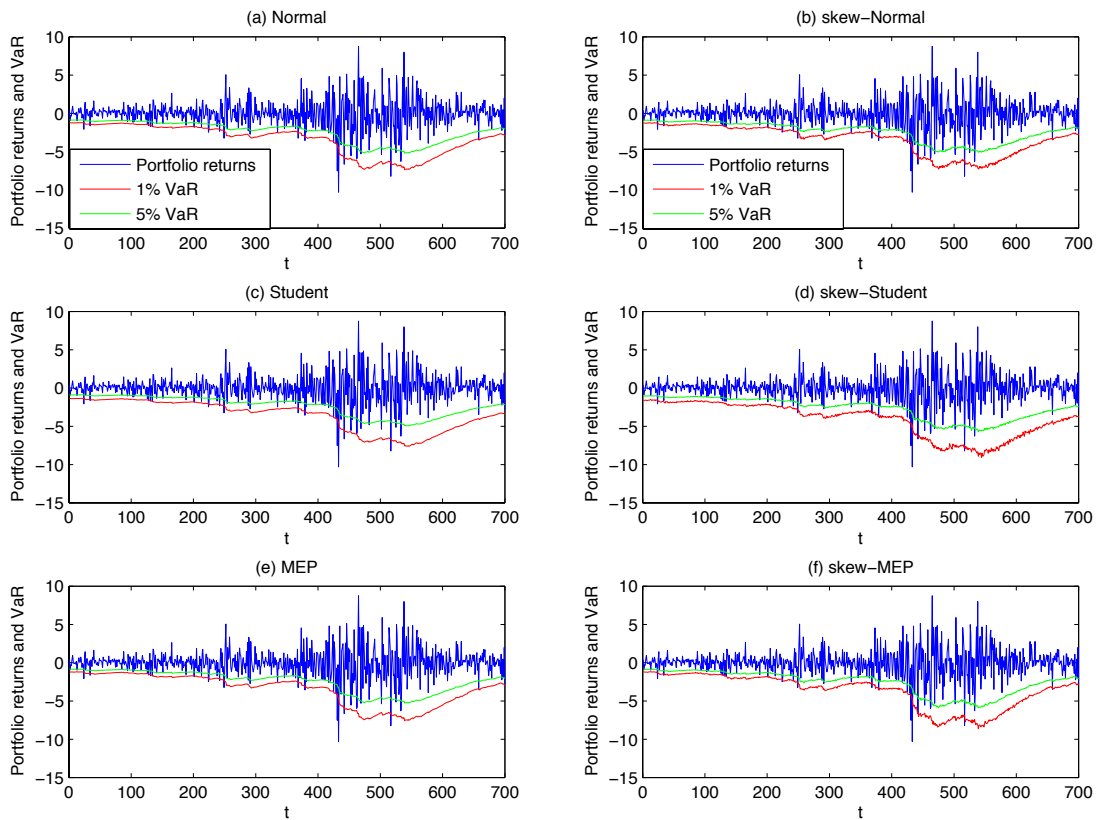 (a) Normal
Portfolio returns and VaR
10
5
0
−5
−10
−15
Portfolio returns
1% VaR
5% VaR
0 100 200 300 400 500 600 700
t
(b) skew−Normal
Portfolio returns and VaR
10
5
0
−5
−10
−15
Portfolio returns
1% VaR
5% VaR
0 100 200 300 400 500 600 700
t
(c) Student
Portfolio returns and VaR
10
5
0
−5
−10
−15
0 100 200 300 400 500 600 700
t
(d) skew−Student
Portfolio returns and VaR
10
5
0
−5
−10
−15
0 100 200 300 400 500 600 700
t
(e) MEP
Portfolio returns and VaR
10
5
0
−5
−10
−15
0 100 200 300 400 500 600 700
t
(f) skew−MEP
Portfolio returns and VaR
10
5
0
−5
−10
−15
0 100 200 300 400 500 600 700
t